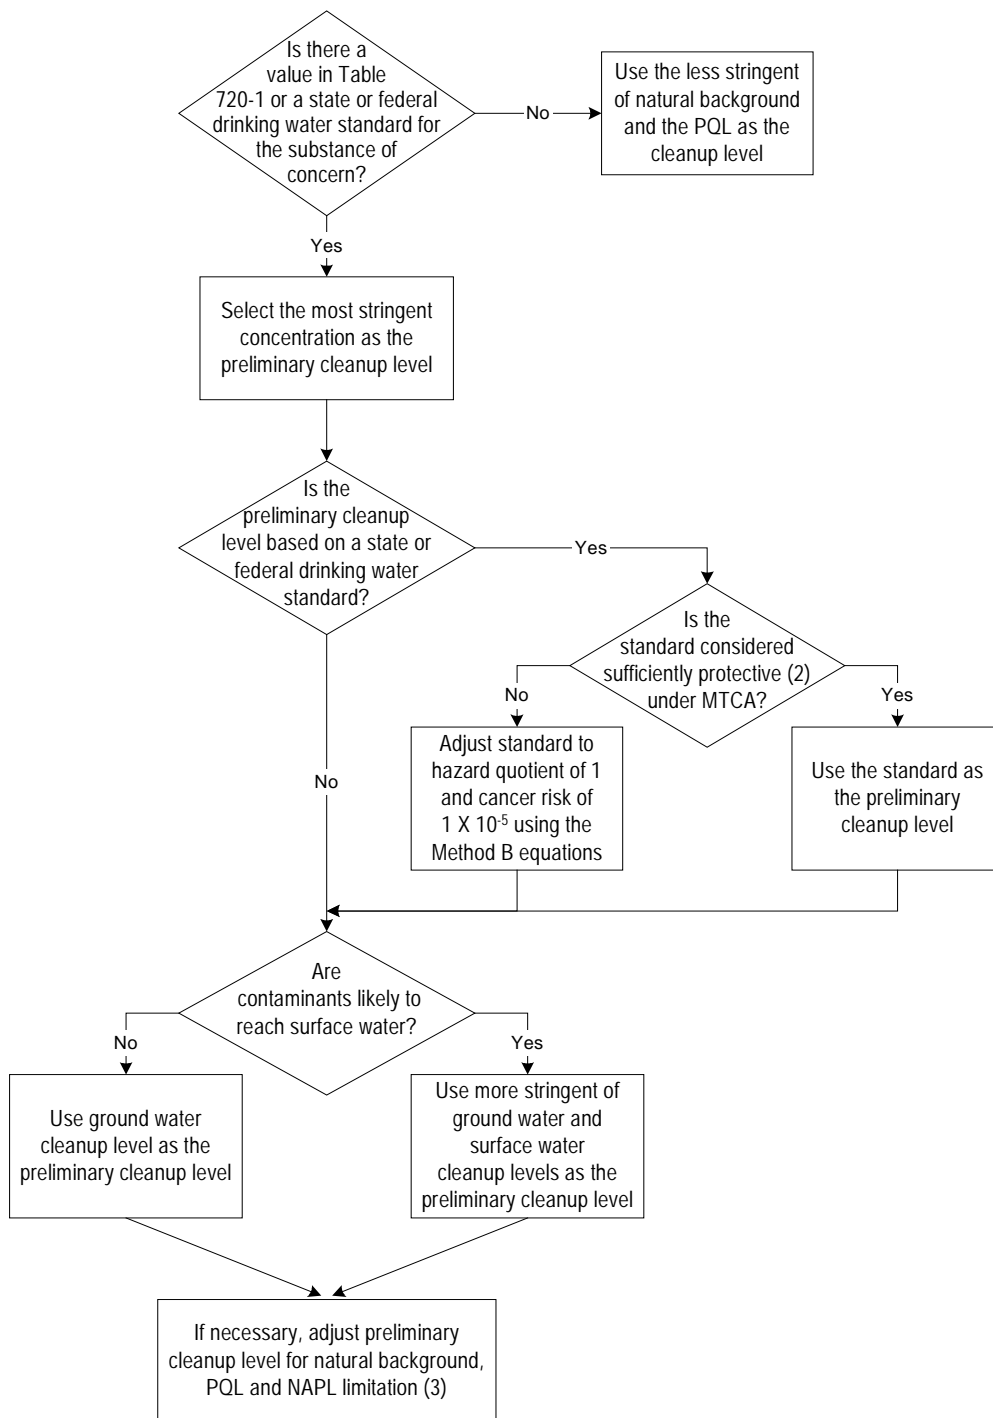 Is there a
value in Table
720-1 or a state or federal
drinking water standard for
the substance of
concern?
No
Use the less stringent
of natural background
and the PQL as the
cleanup level
Yes
Select the most stringent
concentration as the
preliminary cleanup level
Is the
preliminary cleanup
level based on a state or
federal drinking water
standard?
Yes
Is the
standard considered
sufficiently protective (2)
under MTCA?
No
Yes
Adjust standard to
hazard quotient of 1
and cancer risk of
1 X 10⁻⁵ using the
Method B equations
Use the standard as
the preliminary
cleanup level
No
Are
contaminants likely to
reach surface water?
No
Yes
Use ground water
cleanup level as the
preliminary cleanup level
Use more stringent of
ground water and
surface water
cleanup levels as the
preliminary cleanup level
If necessary, adjust preliminary
cleanup level for natural background,
PQL and NAPL limitation (3)